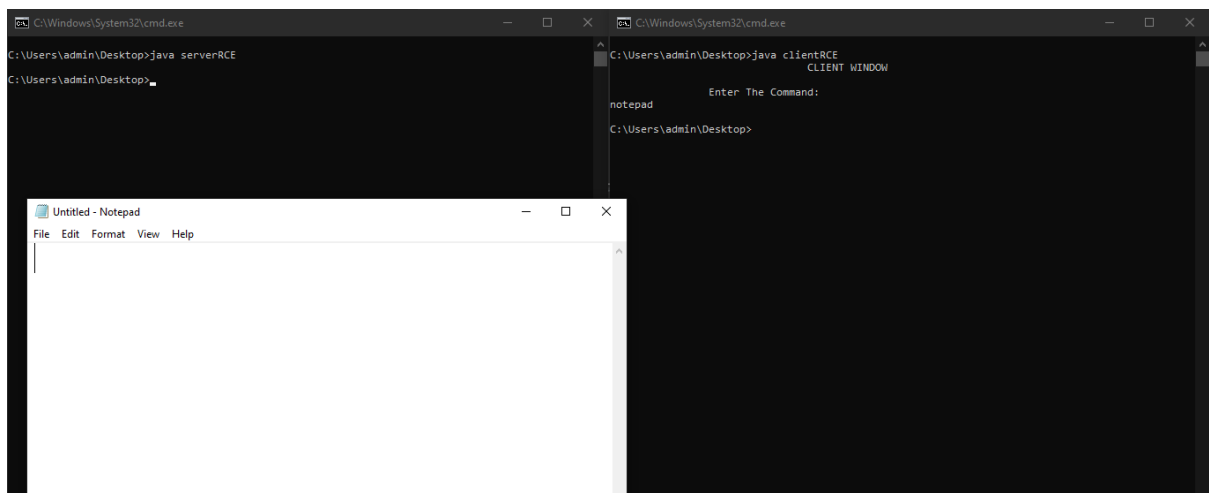 C:\Windows\System32\cmd.exe
C:\Users\admin\Desktop>java serverRCE
C:\Users\admin\Desktop>
C:\Windows\System32\cmd.exe
C:\Users\admin\Desktop>java clientRCE
CLIENT WINDOW
Enter The Command:
notepad
C:\Users\admin\Desktop>
Untitled - Notepad
File Edit Format View Help